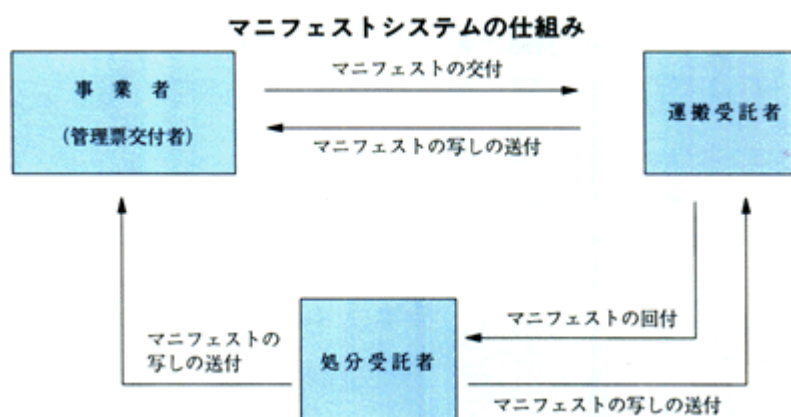 マニフェストシステムの仕組み
事業者
(管理票交付者)
マニフェストの交付
マニフェストの写しの送付
運搬受託者
マニフェストの
写しの送付
処分受託者
マニフェストの回付
マニフェストの写しの送付